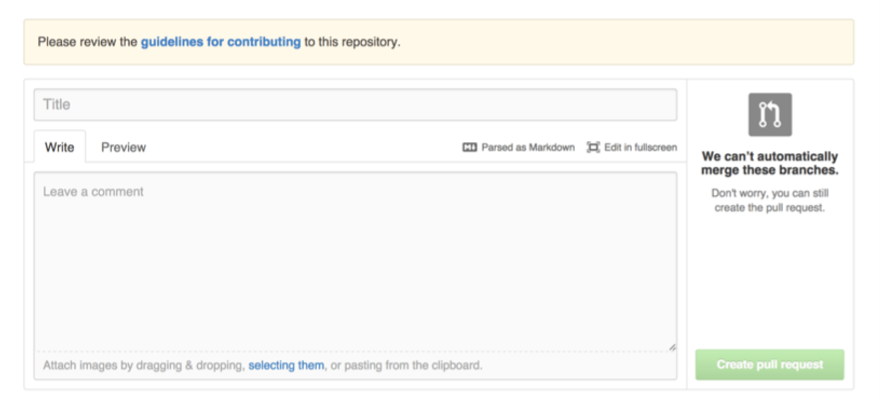 Please review the guidelines for contributing to this repository.
Title
Write Preview Parsed as Markdown Edit in fullscreen
Leave a comment
Attach images by dragging & dropping, selecting them, or pasting from the clipboard.
We can't automatically
merge these branches.
Don't worry, you can still
create the pull request.
Create pull request